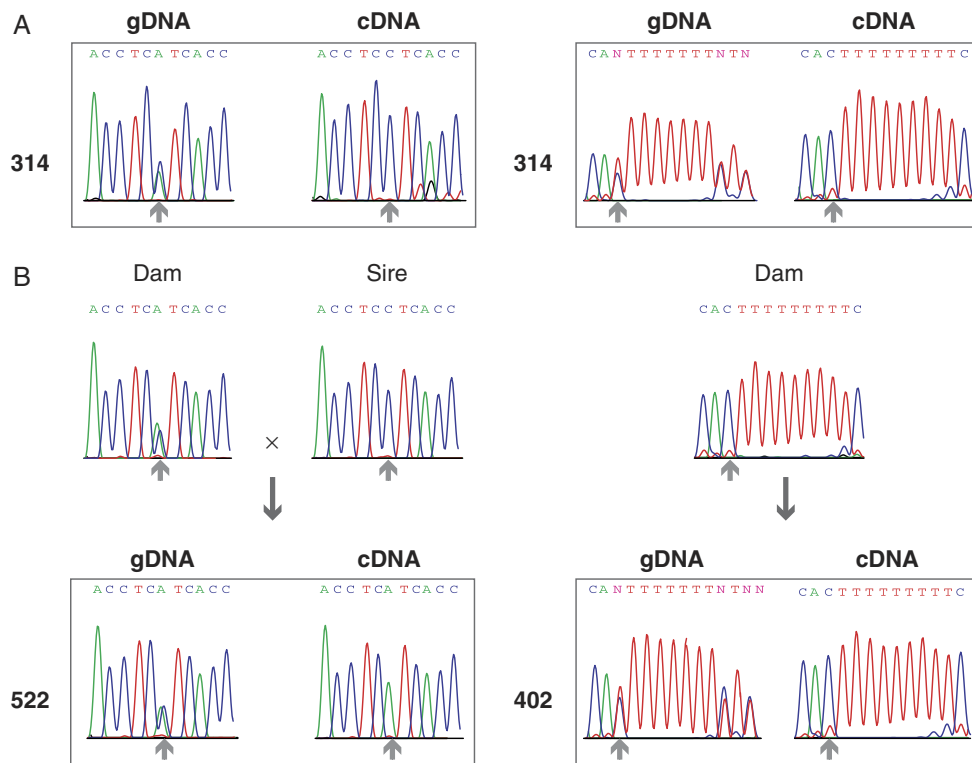 A
gDNA cDNA gDNA cDNA
ACCTCATCACC ACCTCCTCACC CANTTTTTTTNTN CACTTTTTTTTTC
314 314
B
Dam Sire Dam
ACCTCATCACC ACCTCCTCACC CACTTTTTTTTTC
×
gDNA cDNA gDNA cDNA
ACCTCATCACC ACCTCATCACC CANTTTTTTTNTNN CACTTTTTTTTTC
522 402